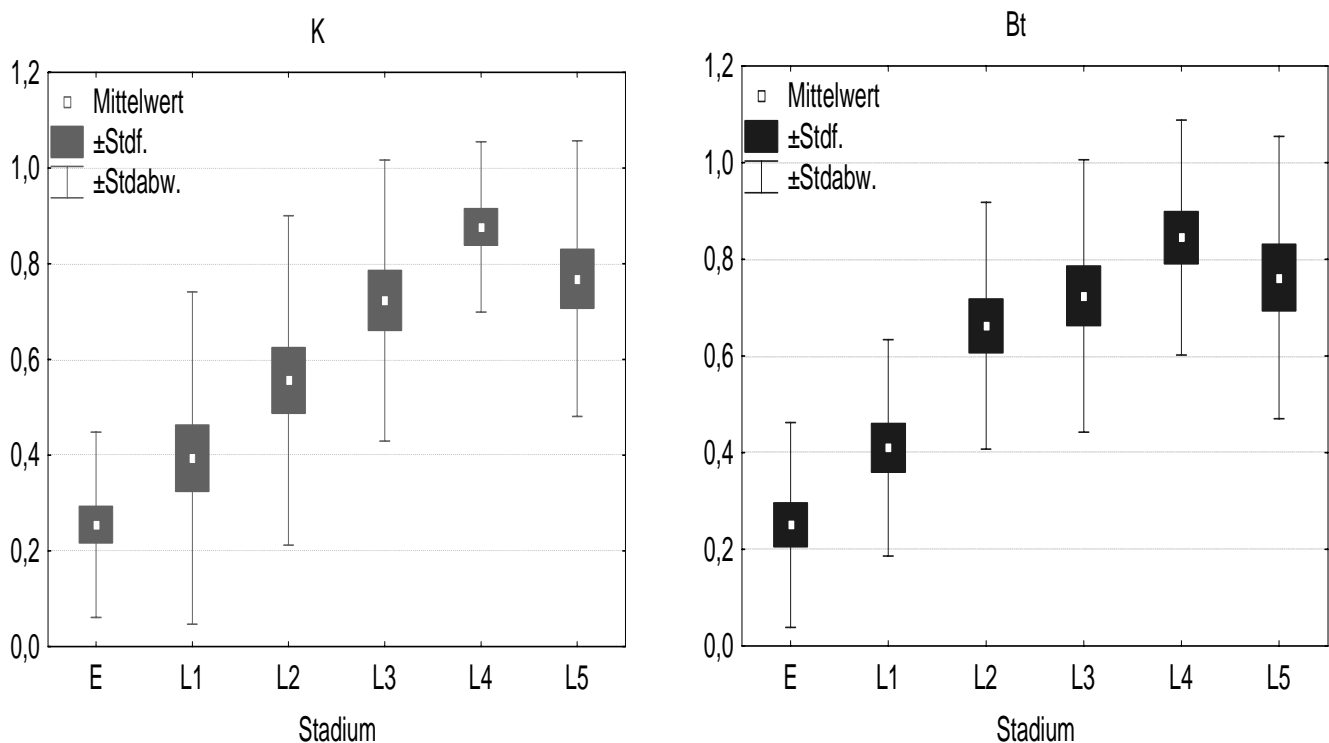 K
1,2
1,0
0,8
0,6
0,4
0,2
0,0
Mittelwert
±Stdf.
±Stdabw.
E L1 L2 L3 L4 L5
Stadium
Bt
1,2
1,0
0,8
0,6
0,4
0,2
0,0
Mittelwert
±Stdf.
±Stdabw.
E L1 L2 L3 L4 L5
Stadium